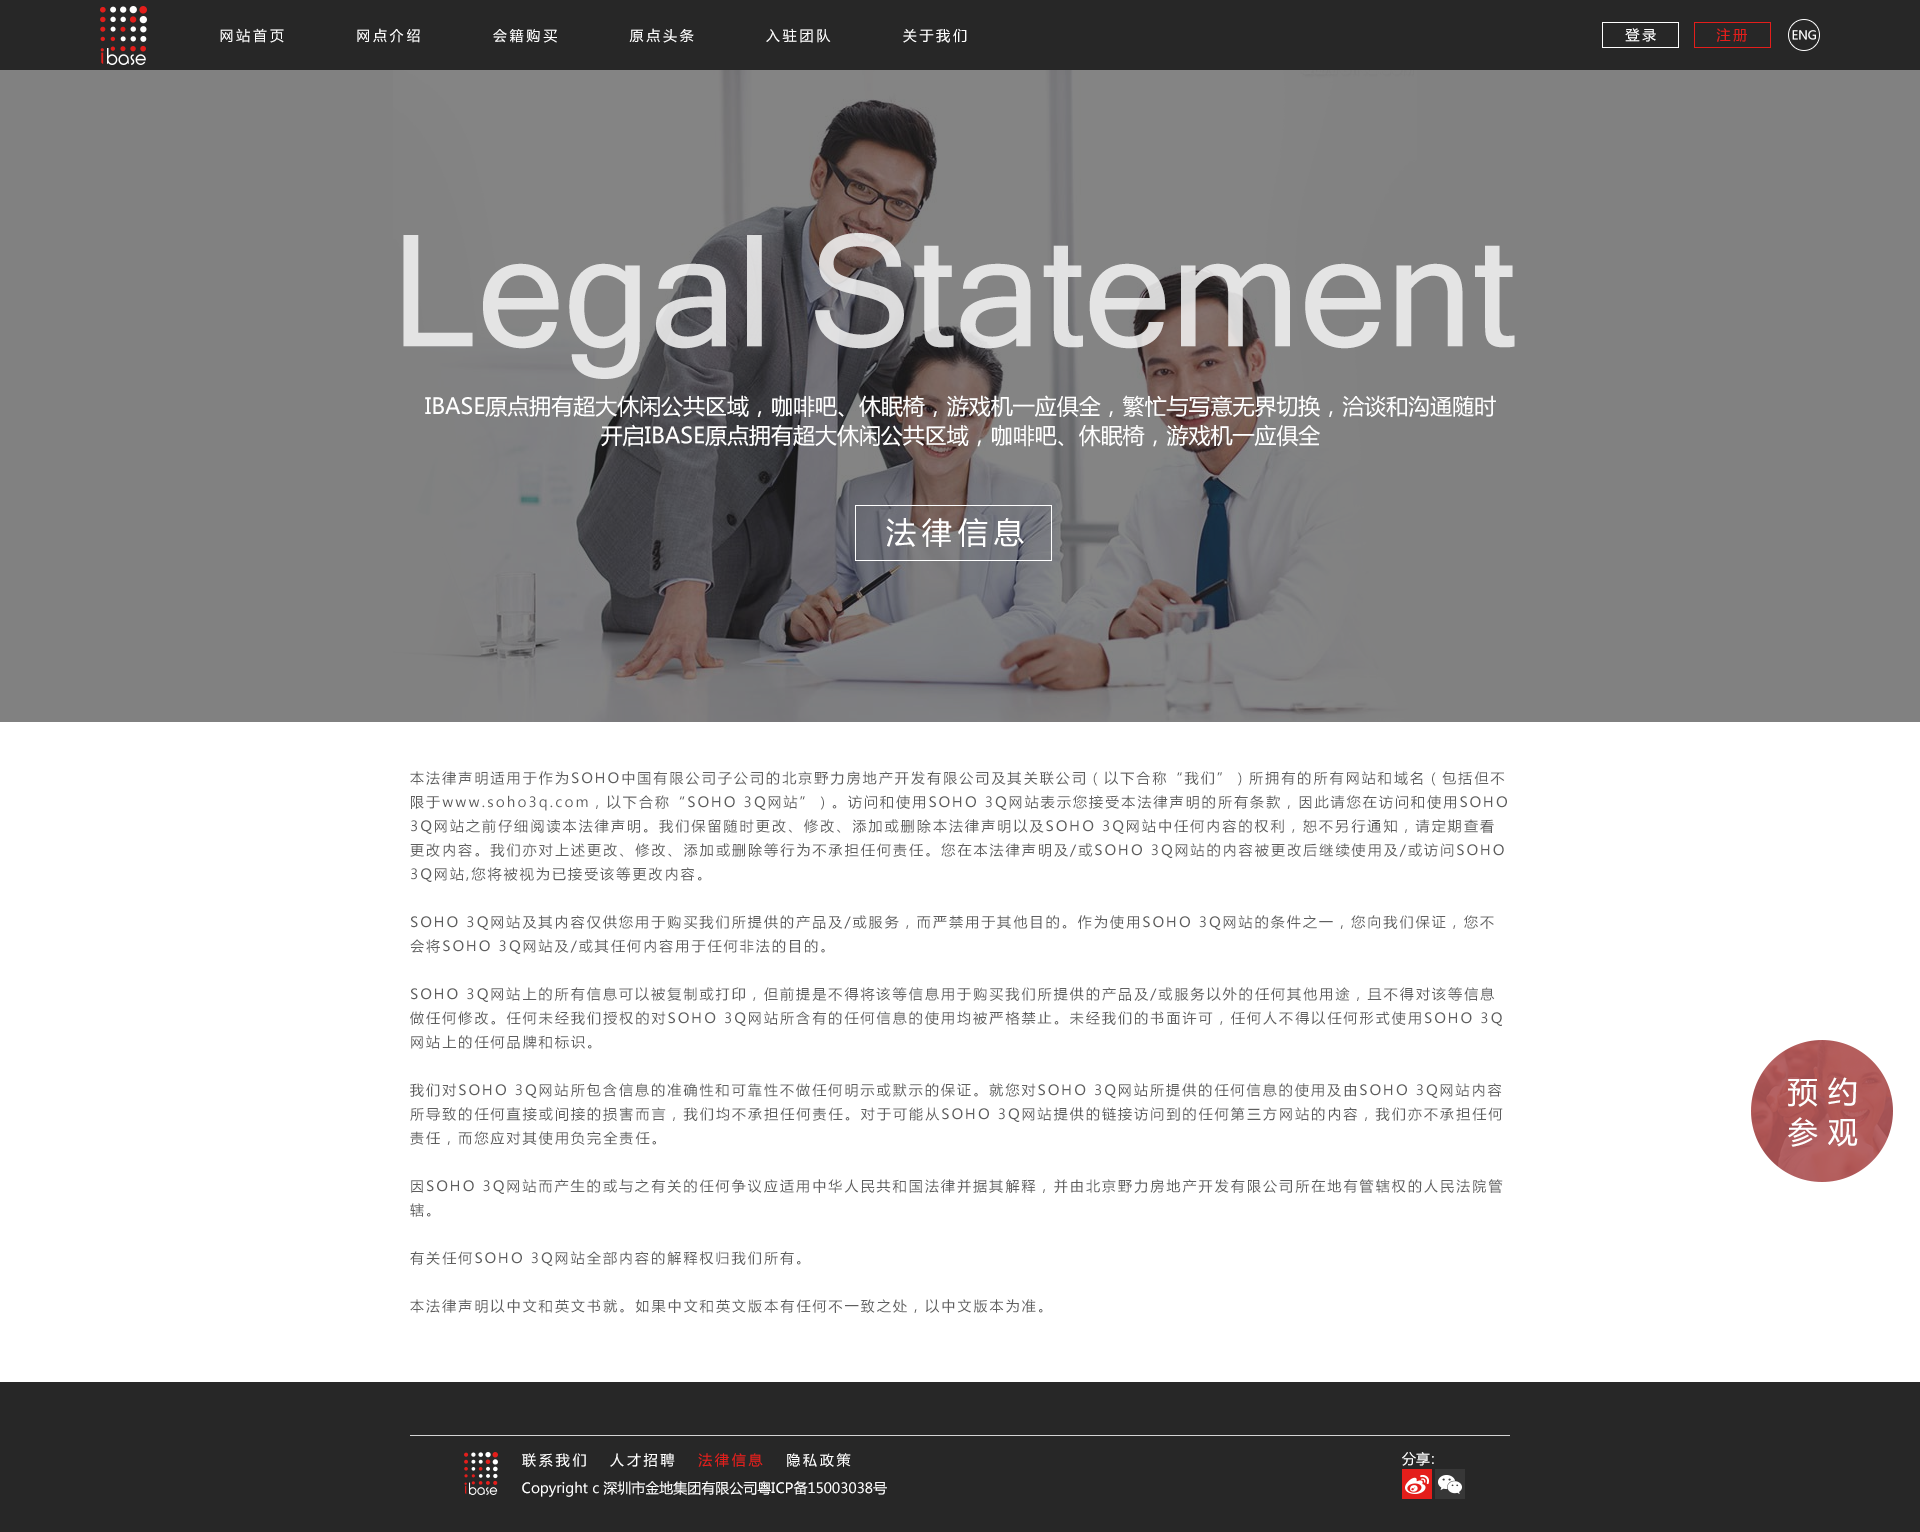 ibase
网站首页
网点介绍
会籍购买
原点头条
入驻团队
关于我们
登录
注册
ENG
Legal Statement
IBASE原点拥有超大休闲公共区域，咖啡吧、休眠椅，游戏机一应俱全，繁忙与写意无界切换，洽谈和沟通随时
开启IBASE原点拥有超大休闲公共区域，咖啡吧、休眠椅，游戏机一应俱全
法律信息
本法律声明适用于作为SOHO中国有限公司子公司的北京野力房地产开发有限公司及其关联公司（以下合称“我们”）所拥有的所有网站和域名（包括但不
限于www.soho3q.com，以下合称“SOHO 3Q网站”）。访问和使用SOHO 3Q网站表示您接受本法律声明的所有条款，因此请您在访问和使用SOHO
3Q网站之前仔细阅读本法律声明。我们保留随时更改、修改、添加或删除本法律声明以及SOHO 3Q网站中任何内容的权利，恕不另行通知，请定期查看
更改内容。我们亦对上述更改、修改、添加或删除等行为不承担任何责任。您在本法律声明及/或SOHO 3Q网站的内容被更改后继续使用及/或访问SOHO
3Q网站,您将被视为已接受该等更改内容。
SOHO 3Q网站及其内容仅供您用于购买我们所提供的产品及/或服务，而严禁用于其他目的。作为使用SOHO 3Q网站的条件之一，您向我们保证，您不
会将SOHO 3Q网站及/或其任何内容用于任何非法的目的。
SOHO 3Q网站上的所有信息可以被复制或打印，但前提是不得将该等信息用于购买我们所提供的产品及/或服务以外的任何其他用途，且不得对该等信息
做任何修改。任何未经我们授权的对SOHO 3Q网站所含有的任何信息的使用均被严格禁止。未经我们的书面许可，任何人不得以任何形式使用SOHO 3Q
网站上的任何品牌和标识。
我们对SOHO 3Q网站所包含信息的准确性和可靠性不做任何明示或默示的保证。就您对SOHO 3Q网站所提供的任何信息的使用及由SOHO 3Q网站内容
所导致的任何直接或间接的损害而言，我们均不承担任何责任。对于可能从SOHO 3Q网站提供的链接访问到的任何第三方网站的内容，我们亦不承担任何
责任，而您应对其使用负完全责任。
因SOHO 3Q网站而产生的或与之有关的任何争议应适用中华人民共和国法律并据其解释，并由北京野力房地产开发有限公司所在地有管辖权的人民法院管
辖。
有关任何SOHO 3Q网站全部内容的解释权归我们所有。
本法律声明以中文和英文书就。如果中文和英文版本有任何不一致之处，以中文版本为准。
预约
参观
ibase
联系我们
人才招聘
法律信息
隐私政策
Copyright c 深圳市金地集团有限公司粤ICP备15003038号
分享: